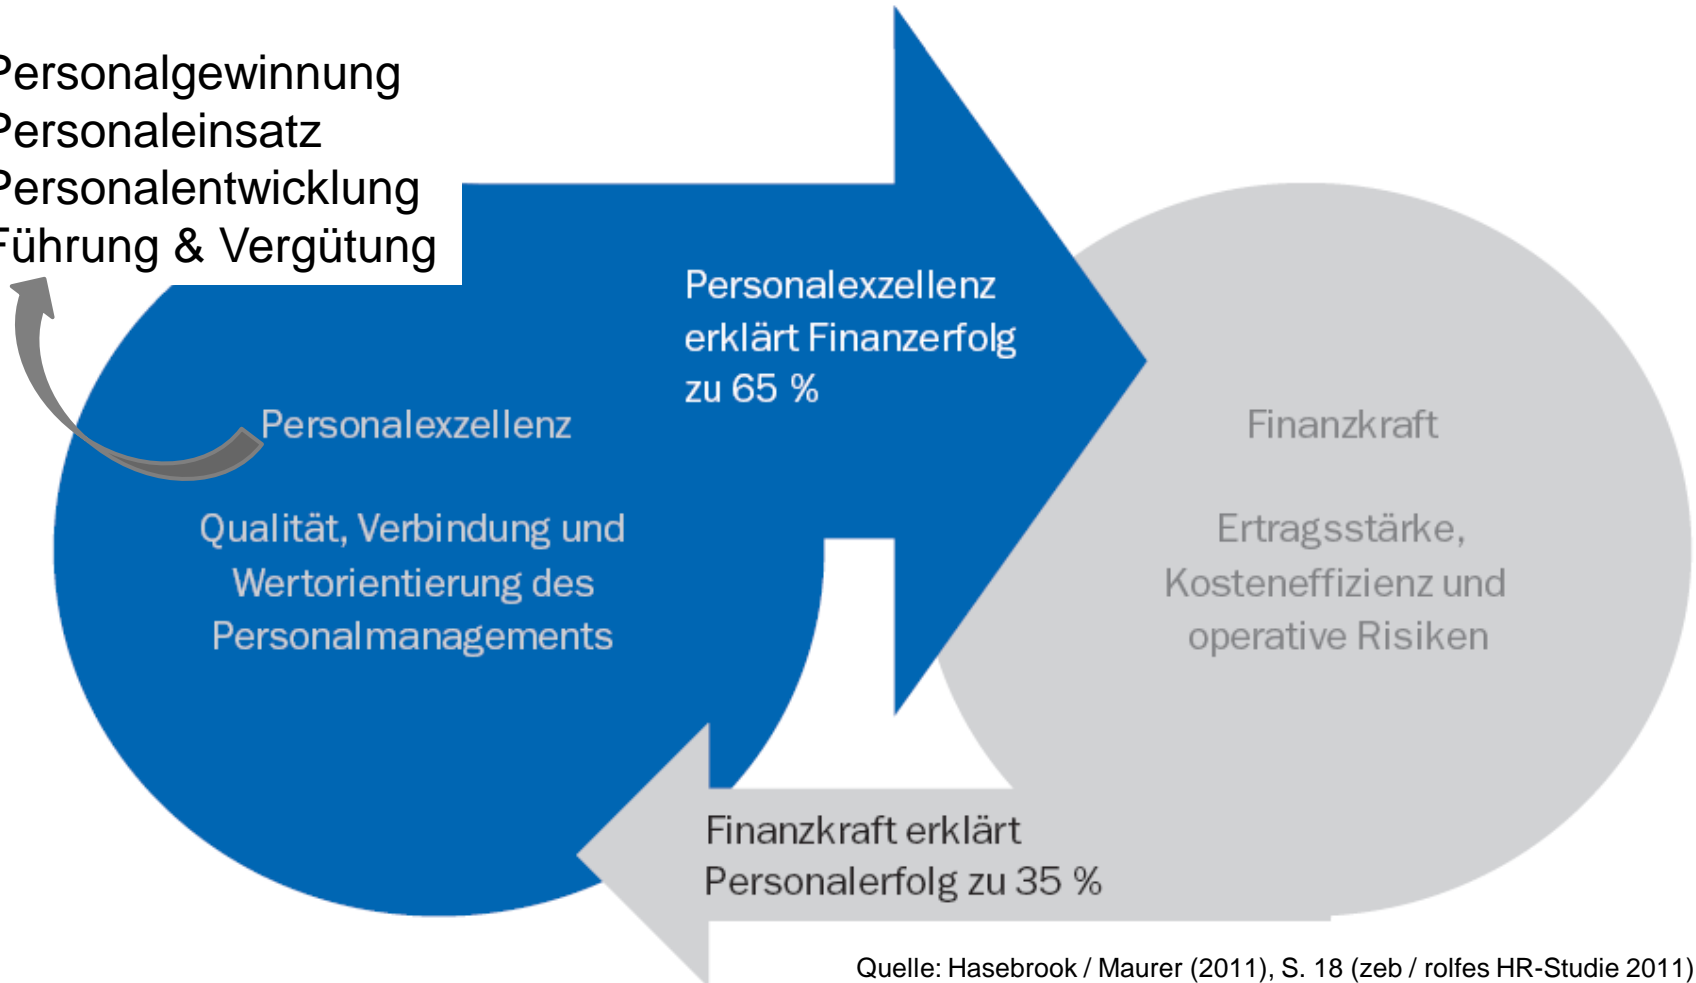 Personalgewinnung
Personaleinsatz
Personalentwicklung
Führung & Vergütung
Personalexzellenz
erklärt Finanzerfolg
zu 65 %
Personalexzellenz
Qualität, Verbindung und
Wertorientierung des
Personalmanagements
Finanzkraft
Ertragsstärke,
Kosteneffizienz und
operative Risiken
Finanzkraft erklärt
Personalerfolg zu 35 %
Quelle: Hasebrook / Maurer (2011), S. 18 (zeb / rolfes HR-Studie 2011)